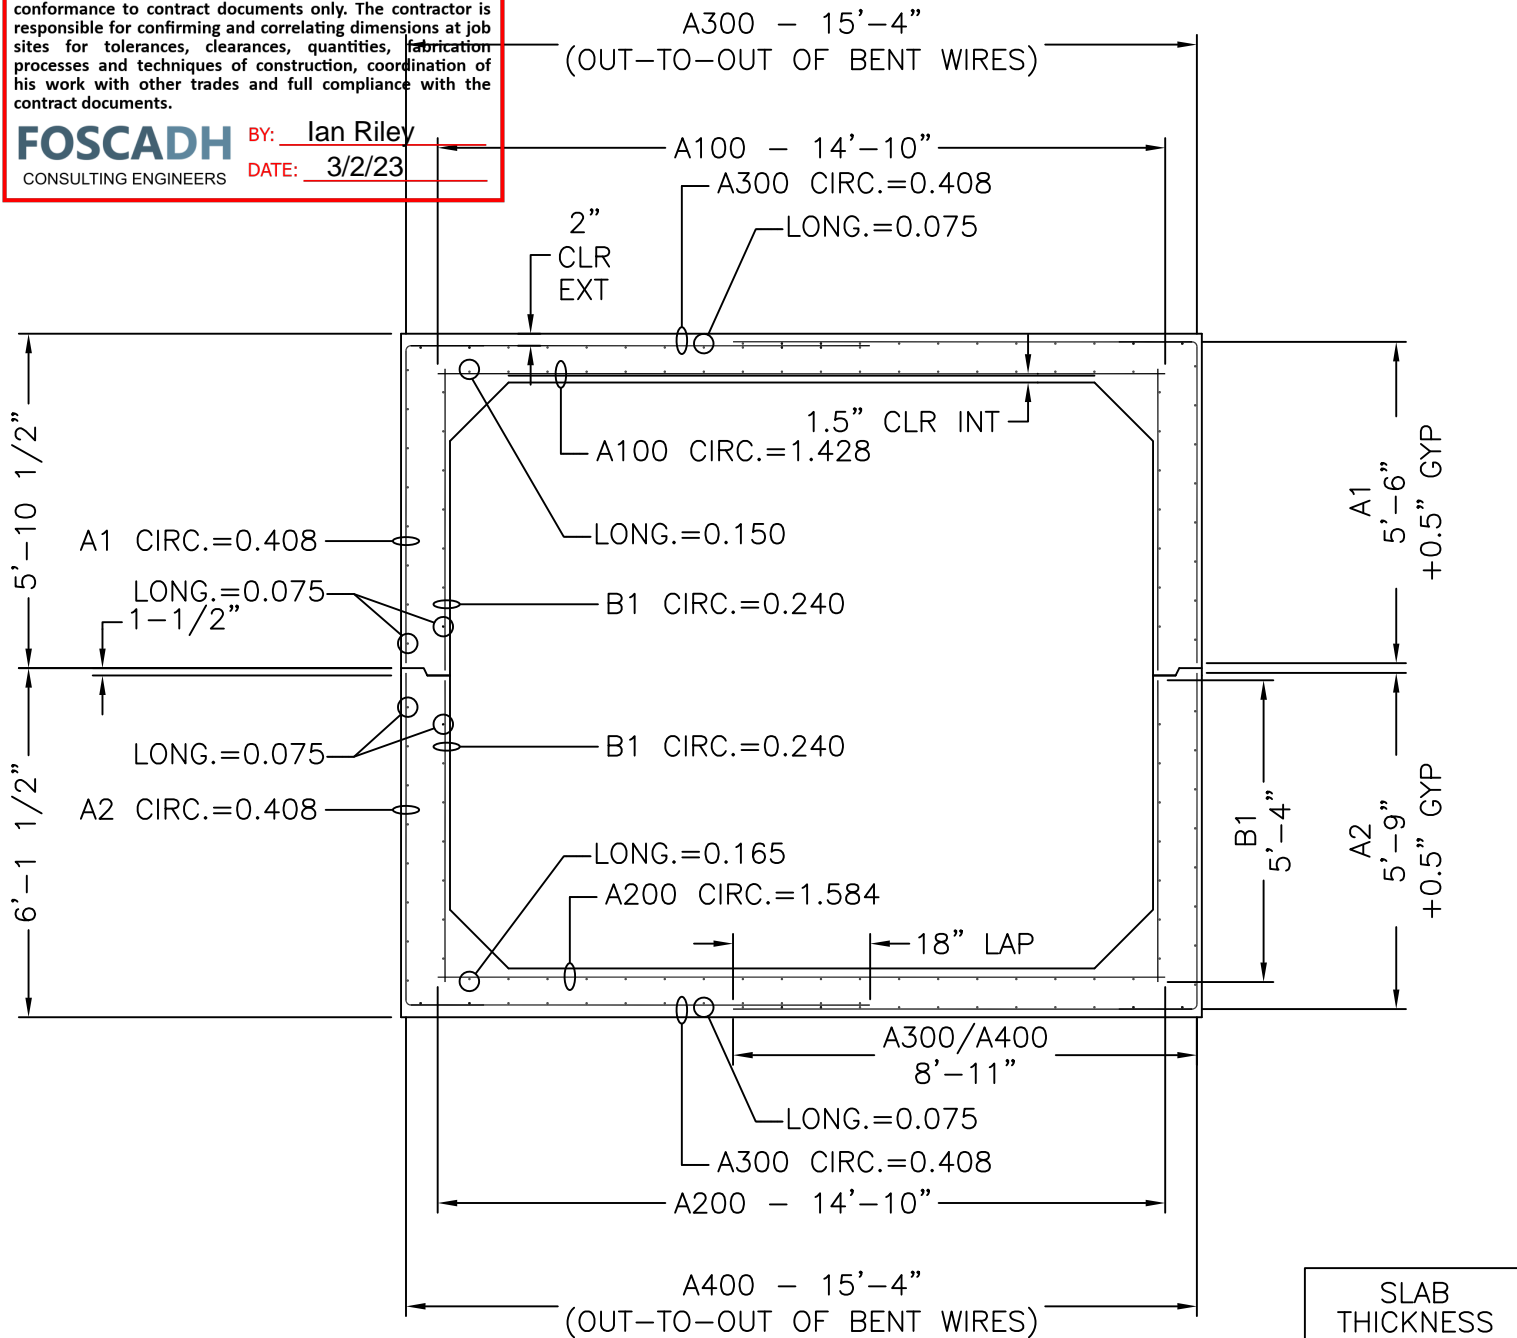 conformance to contract documents only. The contractor is
responsible for confirming and correlating dimensions at job
sites for tolerances, clearances, quantities, fabrication
processes and techniques of construction, coordination of
his work with other trades and full compliance with the
contract documents.
FOSCADH
CONSULTING ENGINEERS
BY: Ian Riley
DATE: 3/2/23
A300 – 15'–4"
(OUT–TO–OUT OF BENT WIRES)
A100 – 14'–10"
A300 CIRC.=0.408
LONG.=0.075
2"
CLR
EXT
1.5" CLR INT
A100 CIRC.=1.428
LONG.=0.150
5'–10 1/2"
A1 CIRC.=0.408
LONG.=0.075
1–1/2"
B1 CIRC.=0.240
A1
5'–6"
+0.5" GYP
LONG.=0.075
B1 CIRC.=0.240
A2 CIRC.=0.408
6'–1 1/2"
LONG.=0.165
A200 CIRC.=1.584
18" LAP
B1
5'–4"
A2
5'–9"
+0.5" GYP
A300/A400
8'–11"
LONG.=0.075
A300 CIRC.=0.408
A200 – 14'–10"
A400 – 15'–4"
(OUT–TO–OUT OF BENT WIRES)
SLAB
THICKNESS